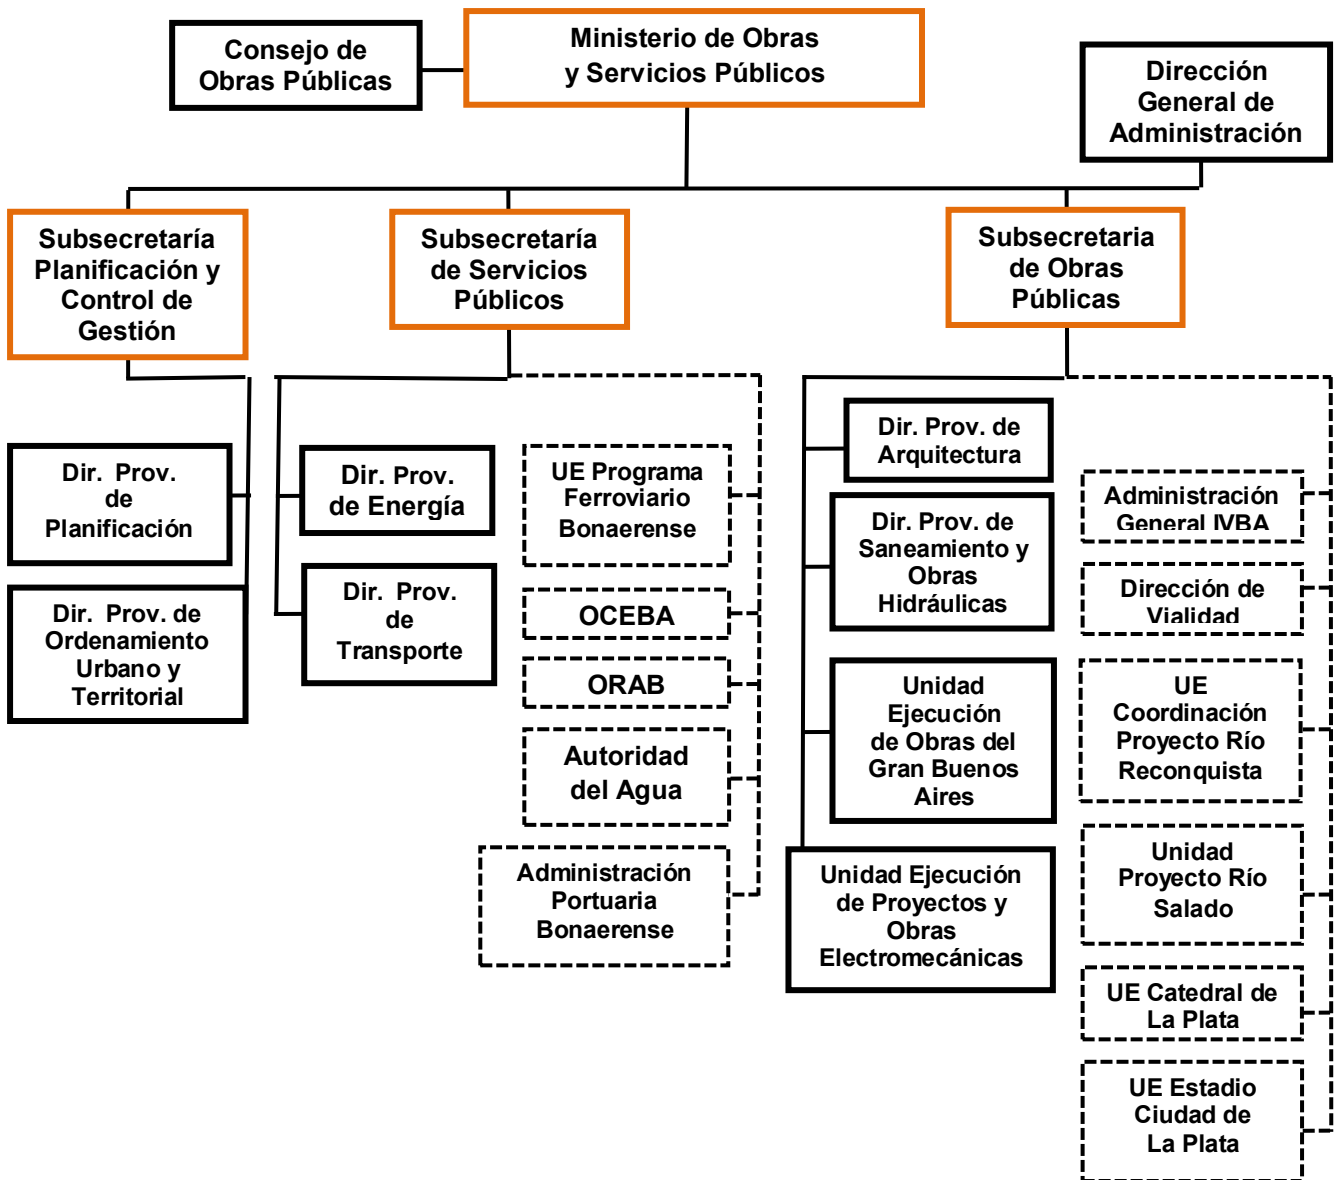 Consejo de
Obras Públicas
Ministerio de Obras
y Servicios Públicos
Dirección
General de
Administración
Subsecretaría
Planificación y
Control de
Gestión
Subsecretaría
de Servicios
Públicos
Subsecretaria
de Obras
Públicas
Dir. Prov.
de
Planificación
Dir. Prov. de
Ordenamiento
Urbano y
Territorial
Dir. Prov.
de Energía
Dir. Prov.
de
Transporte
UE Programa
Ferroviario
Bonaerense
OCEBA
ORAB
Autoridad
del Agua
Administración
Portuaria
Bonaerense
Dir. Prov. de
Arquitectura
Dir. Prov. de
Saneamiento y
Obras
Hidráulicas
Unidad
Ejecución
de Obras del
Gran Buenos
Aires
Unidad Ejecución
de Proyectos y
Obras
Electromecánicas
Administración
General IVBA
Dirección de
Vialidad
UE
Coordinación
Proyecto Río
Reconquista
Unidad
Proyecto Río
Salado
UE Catedral de
La Plata
UE Estadio
Ciudad de
La Plata